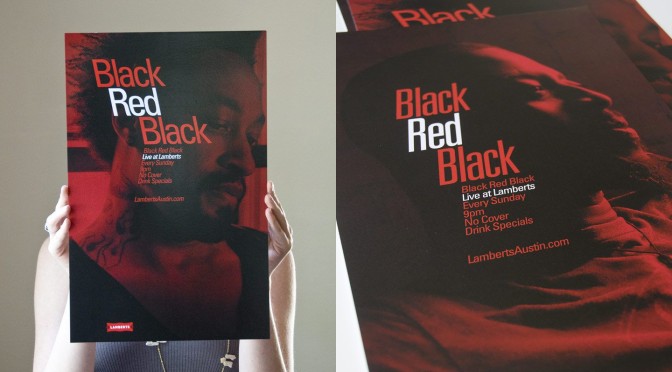 Black
Red
Black
Black Red Black
Live at Lamberts
Every Sunday
9pm
No Cover
Drink Specials
LambertsAustin.com
LAMBERTS
Black
Black
Red
Black
Black Red Black
Live at Lamberts
Every Sunday
9pm
No Cover
Drink Specials
LambertsAustin.com